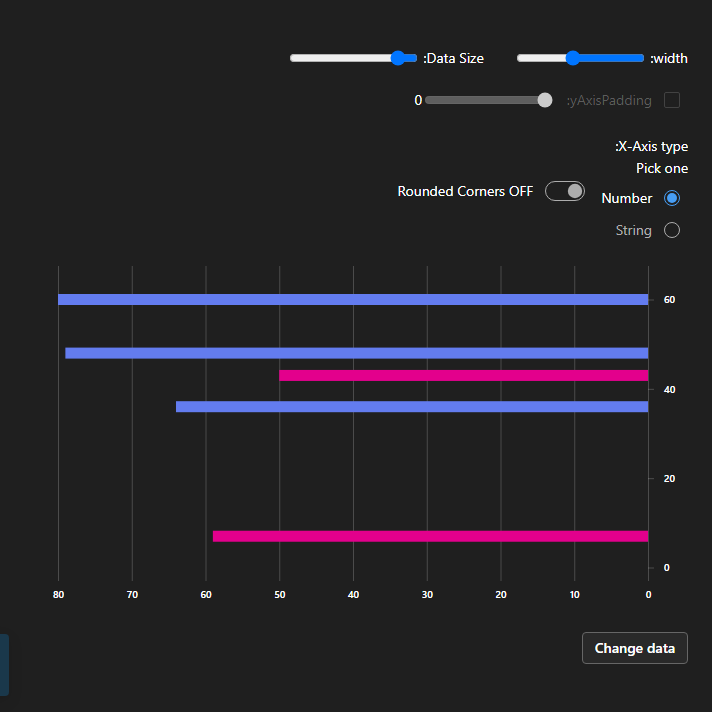 :width
:Data Size
:yAxisPadding
0
:X-Axis type
Pick one
Number
String
Rounded Corners OFF
60
40
20
0
80 70 60 50 40 30 20 10 0
Change data